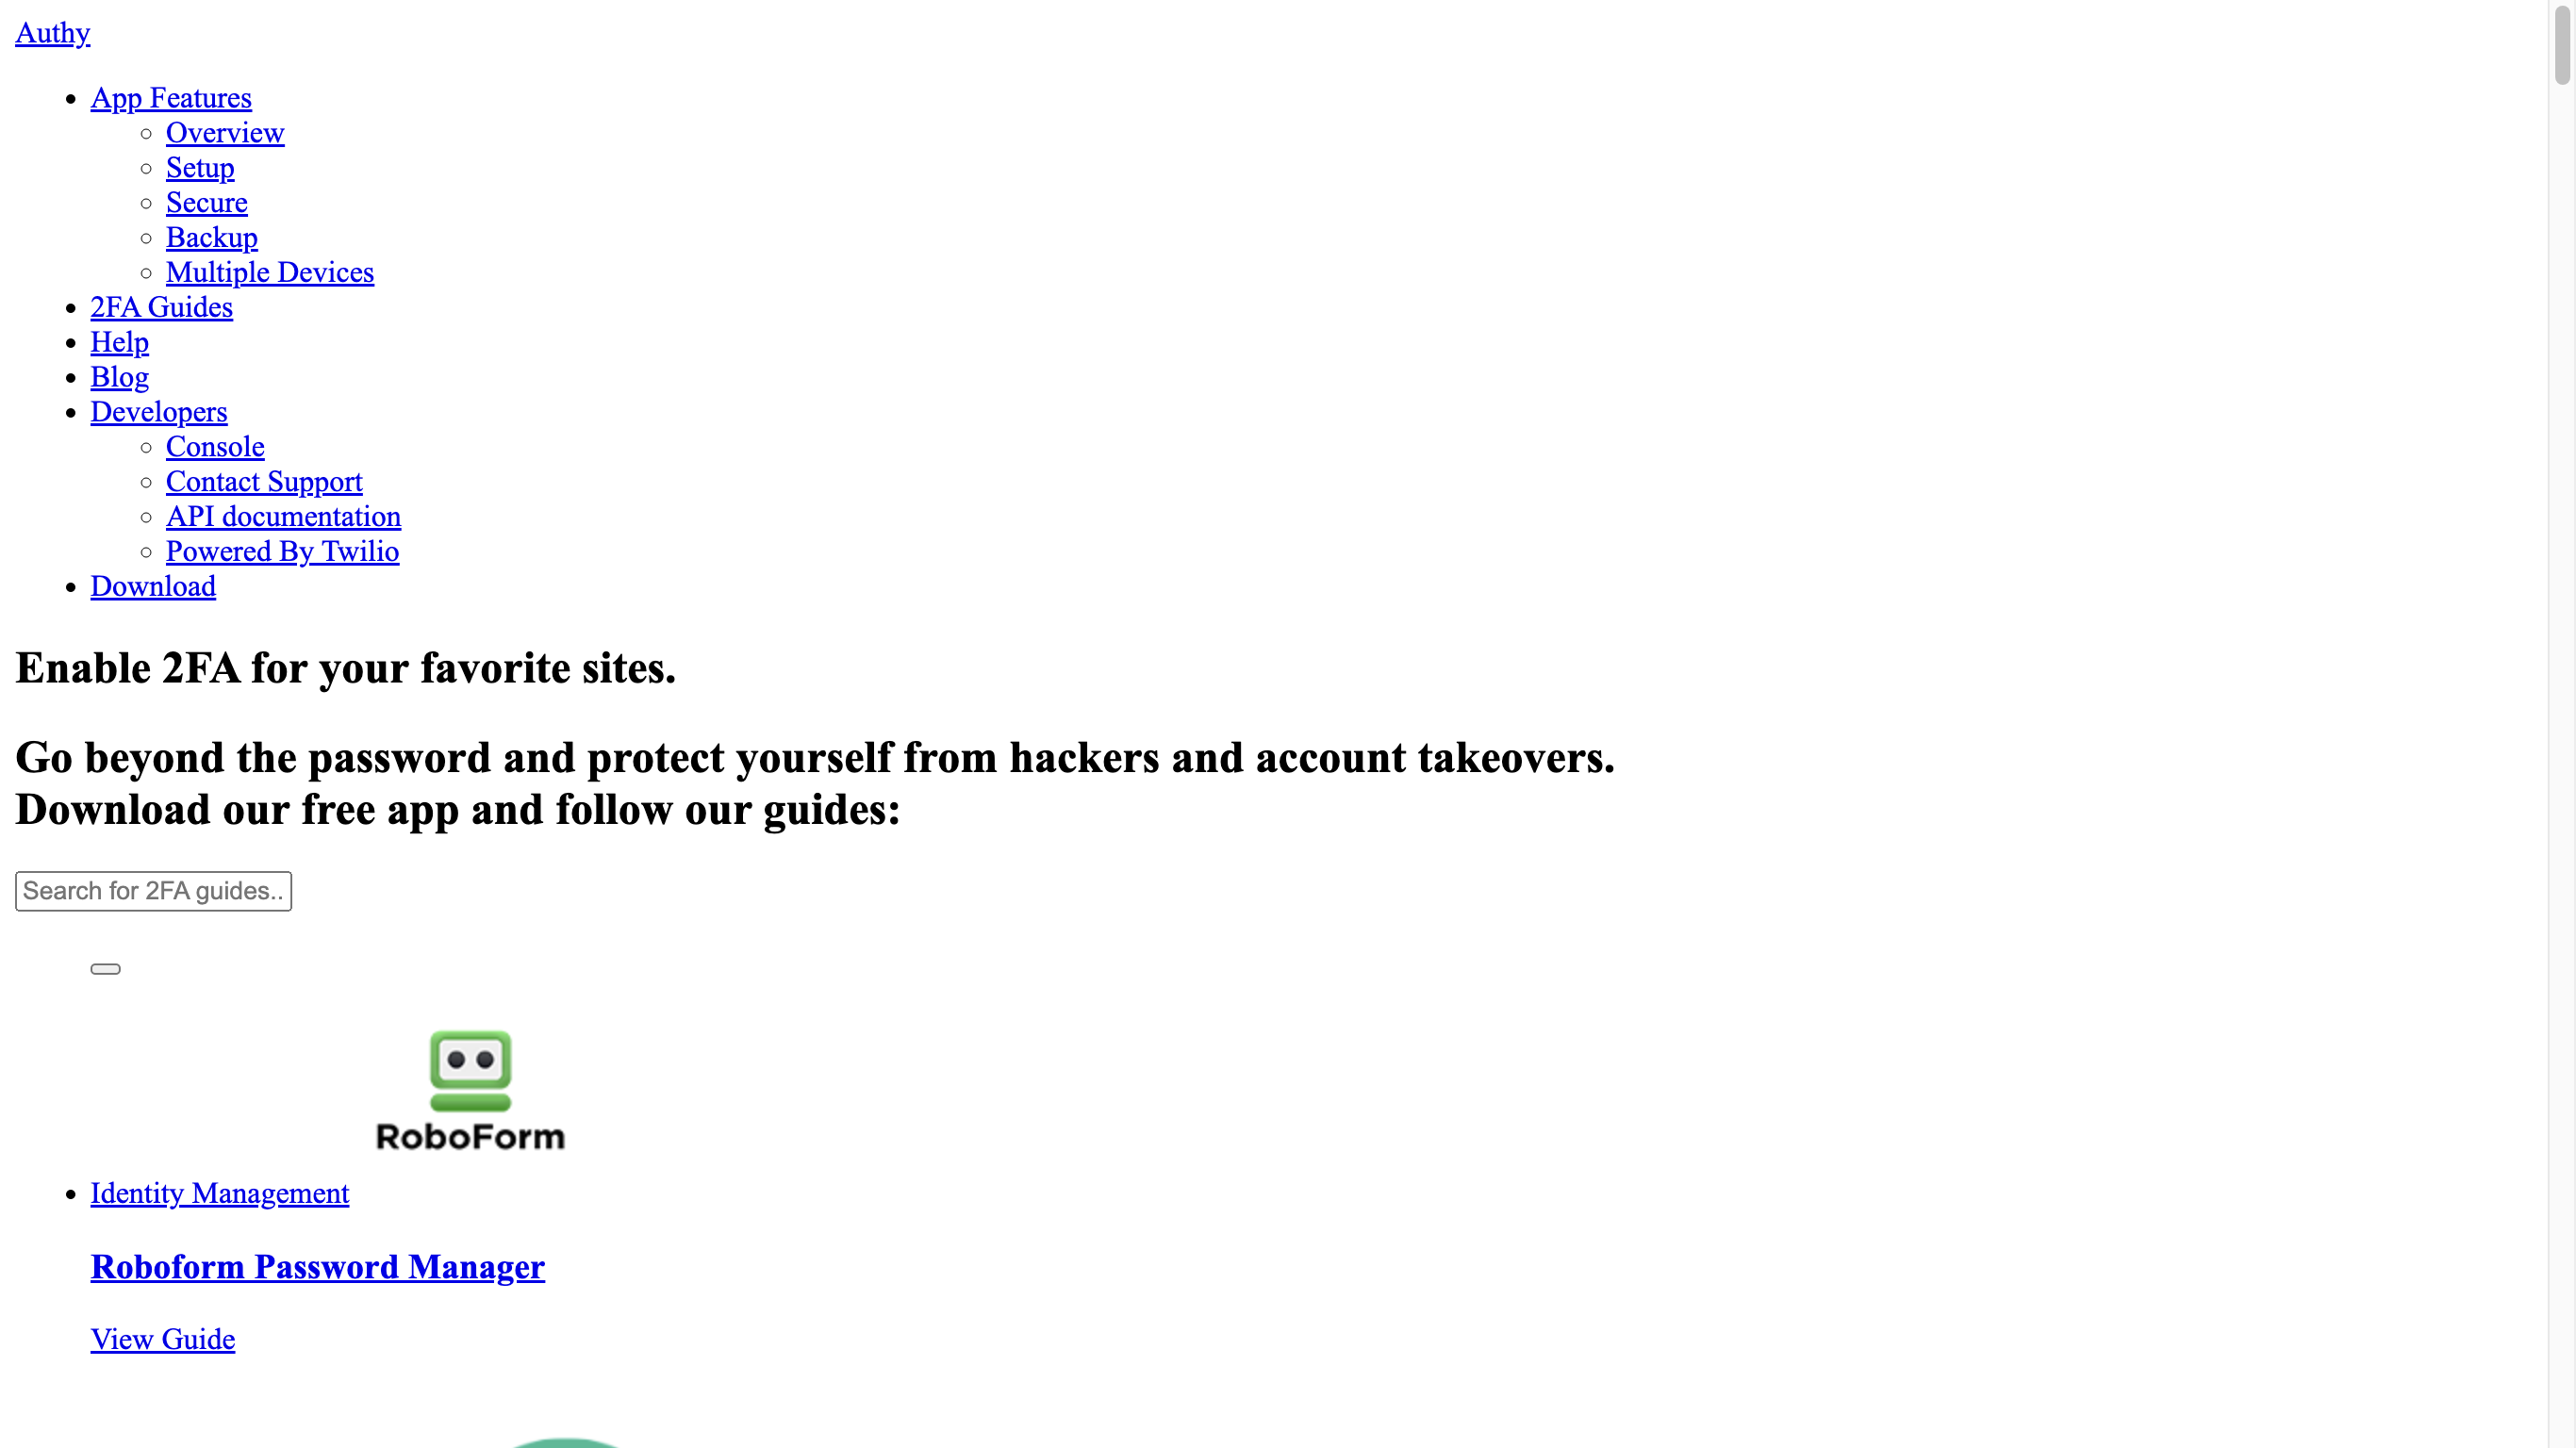 Authy
App Features
Overview
Setup
Secure
Backup
Multiple Devices
2FA Guides
Help
Blog
Developers
Console
Contact Support
API documentation
Powered By Twilio
Download
Enable 2FA for your favorite sites.
Go beyond the password and protect yourself from hackers and account takeovers.
Download our free app and follow our guides:
Search for 2FA guides..
RoboForm
Identity Management
Roboform Password Manager
View Guide